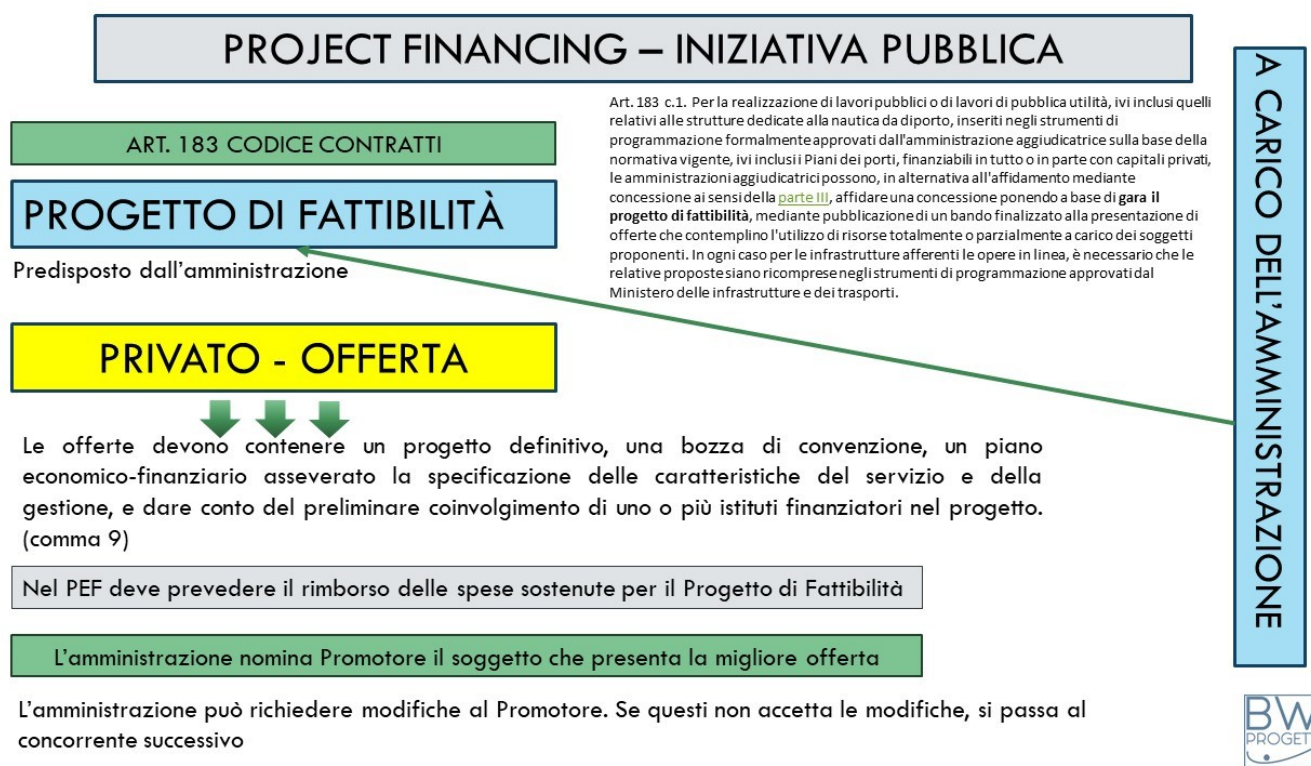 PROJECT FINANCING – INIZIATIVA PUBBLICA
ART. 183 CODICE CONTRATTI
PROGETTO DI FATTIBILITÀ
Predisposto dall'amministrazione
Art. 183 c.1. Per la realizzazione di lavori pubblici o di lavori di pubblica utilità, ivi inclusi quelli
relativi alle strutture dedicate alla nautica da diporto, inseriti negli strumenti di
programmazione formalmente approvati dall'amministrazione aggiudicatrice sulla base della
normativa vigente, ivi inclusi i Piani dei porti, finanziabili in tutto o in parte con capitali privati,
le amministrazioni aggiudicatrici possono, in alternativa all'affidamento mediante
concessione ai sensi della parte III, affidare una concessione ponendo a base di gara il
progetto di fattibilità, mediante pubblicazione di un bando finalizzato alla presentazione di
offerte che contemplino l'utilizzo di risorse totalmente o parzialmente a carico dei soggetti
proponenti. In ogni caso per le infrastrutture afferenti le opere in linea, è necessario che le
relative proposte siano ricomprese negli strumenti di programmazione approvati dal
Ministero delle infrastrutture e dei trasporti.
A CARICO DELL'AMMINISTRAZIONE
PRIVATO - OFFERTA
Le offerte devono contenere un progetto definitivo, una bozza di convenzione, un piano
economico-finanziario asseverato la specificazione delle caratteristiche del servizio e della
gestione, e dare conto del preliminare coinvolgimento di uno o più istituti finanziatori nel progetto.
(comma 9)
Nel PEF deve prevedere il rimborso delle spese sostenute per il Progetto di Fattibilità
L'amministrazione nomina Promotore il soggetto che presenta la migliore offerta
L'amministrazione può richiedere modifiche al Promotore. Se questi non accetta le modifiche, si passa al
concorrente successivo
BW
PROGET